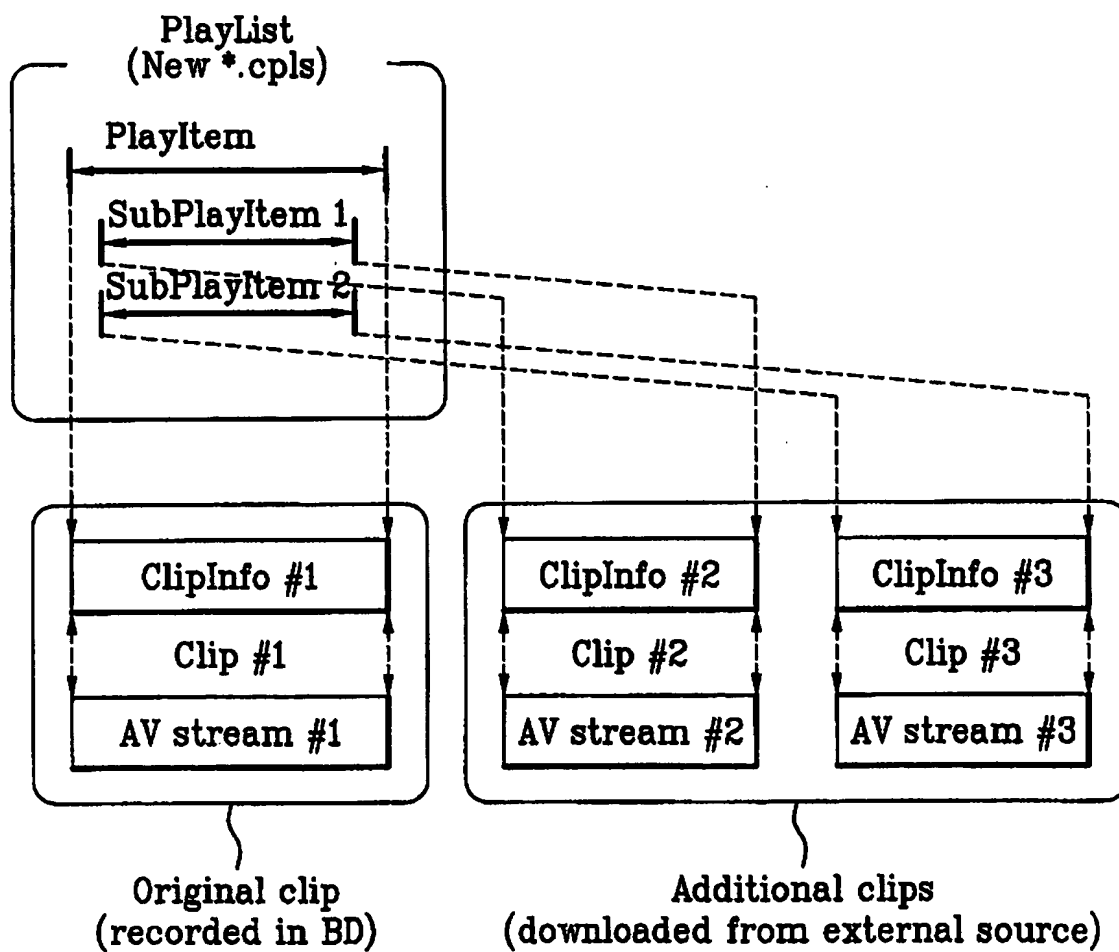 PlayList
(New *.cpls)
PlayItem
SubPlayItem 1
SubPlayItem 2
ClipInfo #1
Clip #1
AV stream #1
ClipInfo #2
Clip #2
AV stream #2
ClipInfo #3
Clip #3
AV stream #3
Original clip
(recorded in BD)
Additional clips
(downloaded from external source)